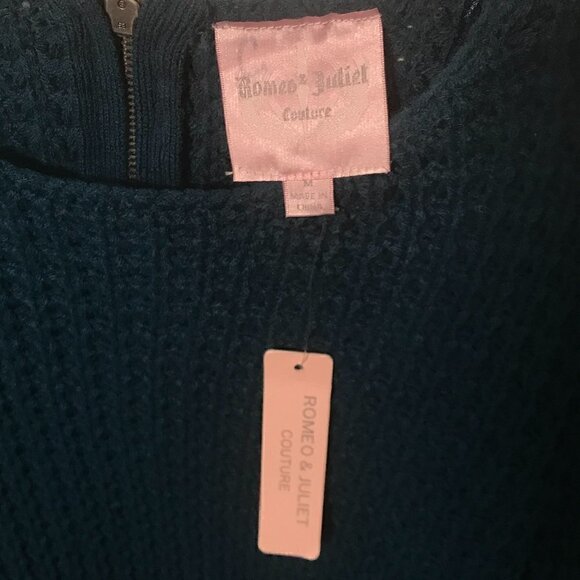 Romeo & Juliet
Couture
M
MADE IN
CHINA
ROMEO & JULIET
COUTURE